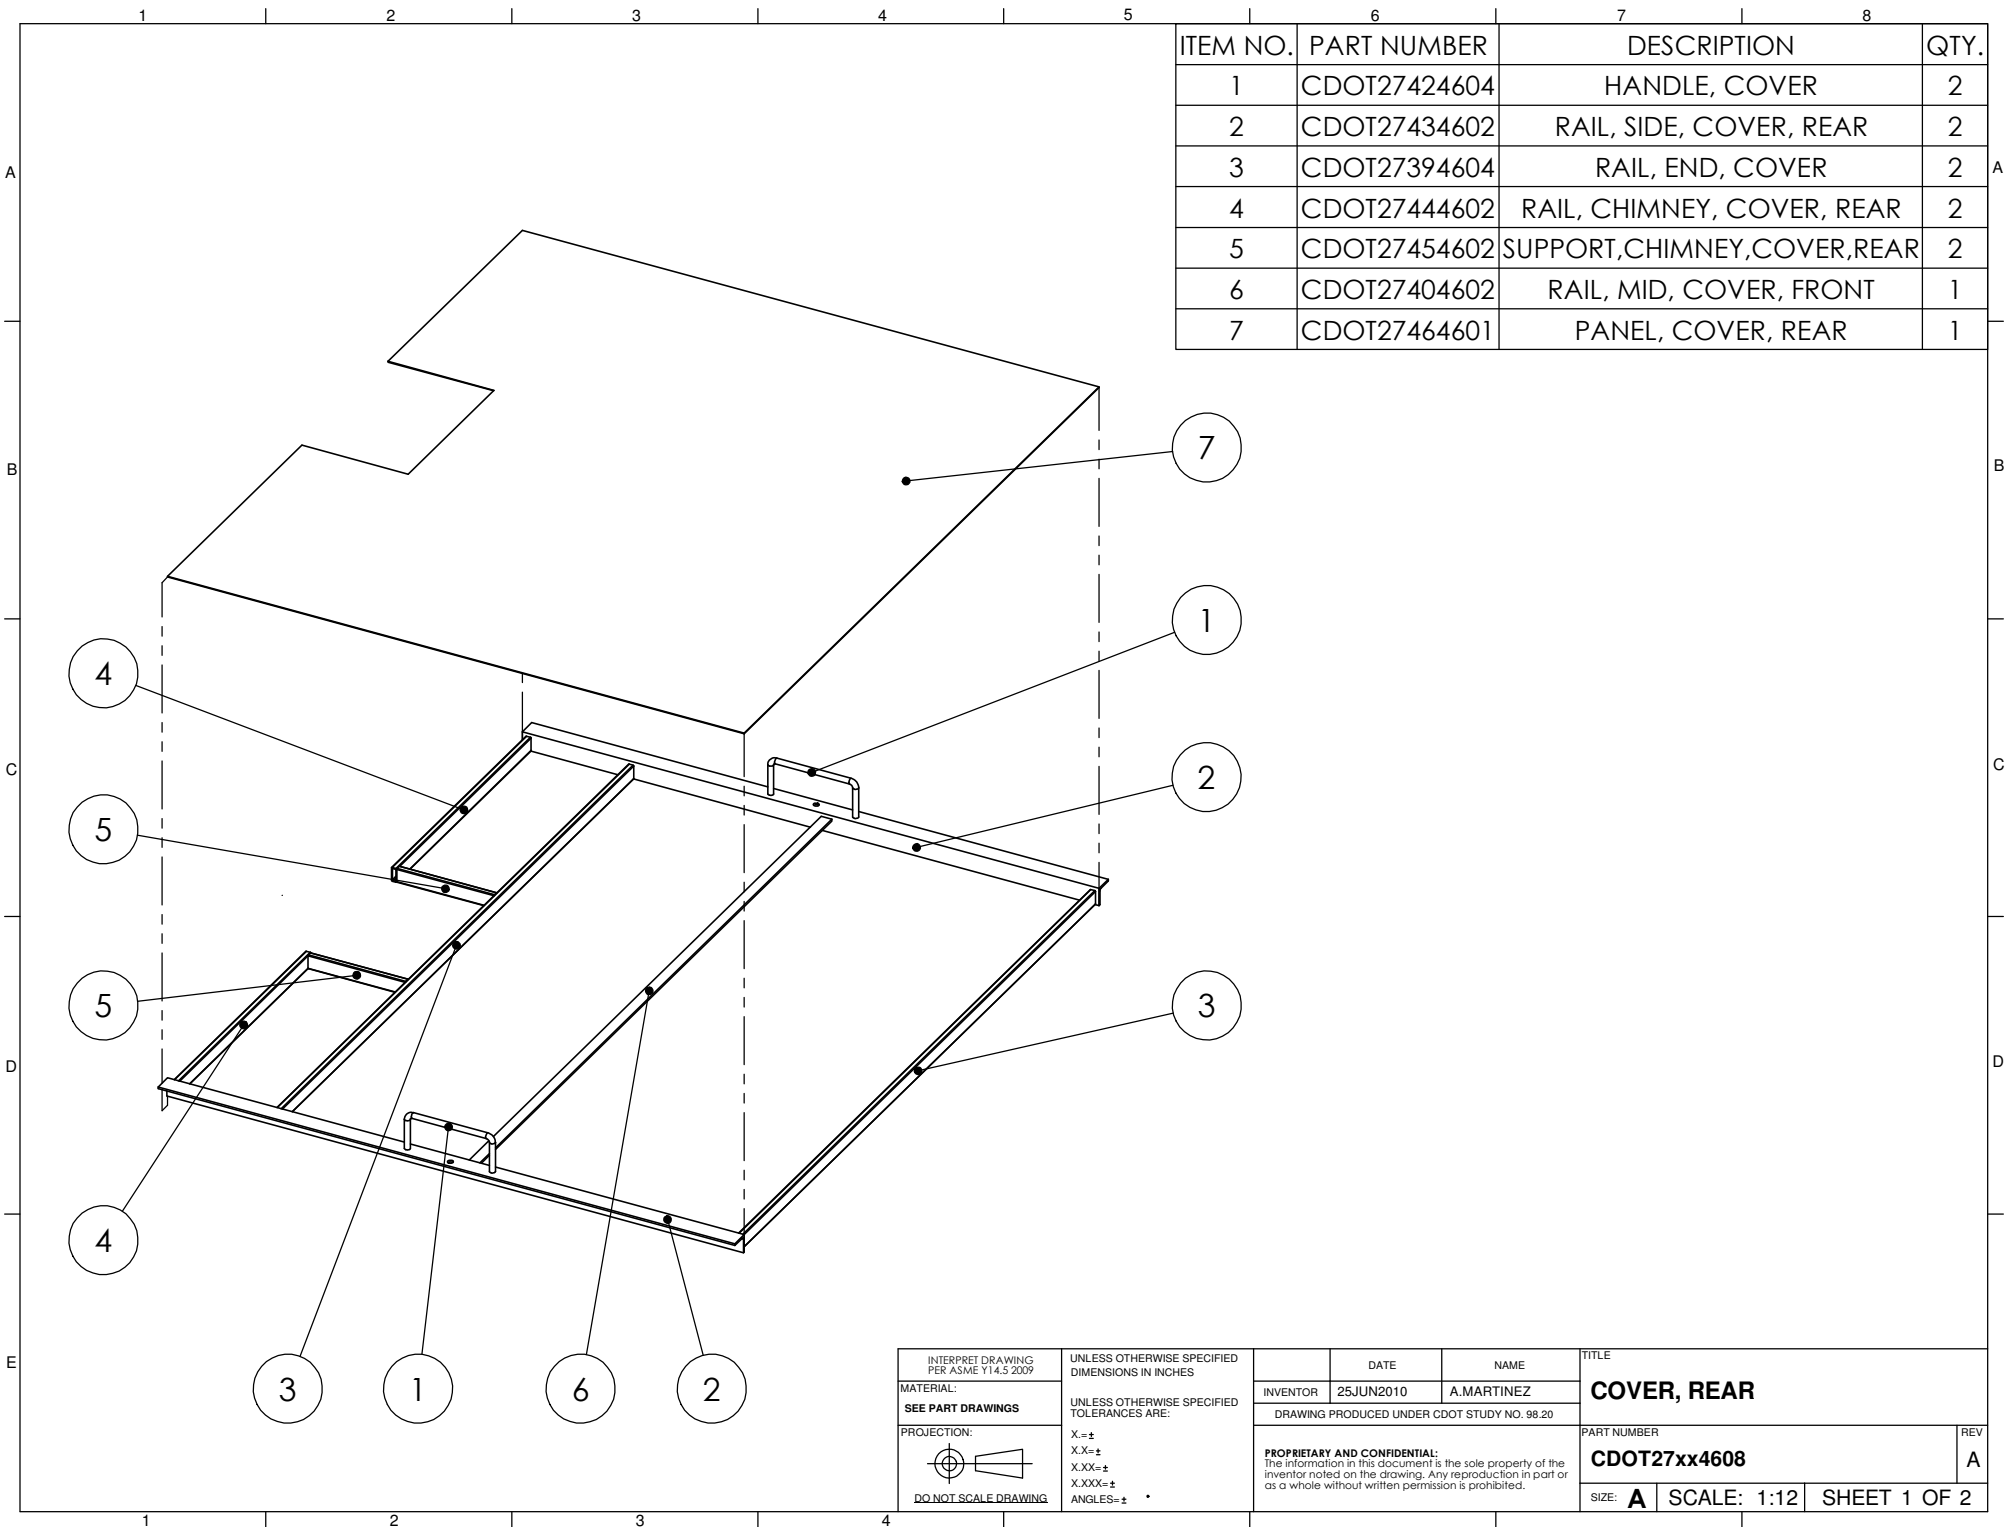 1 2 3 4 5 6 7 8
ITEM NO. PART NUMBER DESCRIPTION QTY.
1 CDOT27424604 HANDLE, COVER 2
2 CDOT27434602 RAIL, SIDE, COVER, REAR 2
3 CDOT27394604 RAIL, END, COVER 2
4 CDOT27444602 RAIL, CHIMNEY, COVER, REAR 2
5 CDOT27454602 SUPPORT,CHIMNEY,COVER,REAR 2
6 CDOT27404602 RAIL, MID, COVER, FRONT 1
7 CDOT27464601 PANEL, COVER, REAR 1
A A
B B
7
1
4
C C
2
5
5
3
D D
4
E
3 1 6 2
INTERPRET DRAWING
PER ASME Y14.5 2009
MATERIAL:
SEE PART DRAWINGS
PROJECTION:
DO NOT SCALE DRAWING
UNLESS OTHERWISE SPECIFIED
DIMENSIONS IN INCHES
UNLESS OTHERWISE SPECIFIED
TOLERANCES ARE:
X.=±
X.X=±
X.XX=±
X.XXX=±
ANGLES=± °
DATE NAME
INVENTOR 25JUN2010 A.MARTINEZ
DRAWING PRODUCED UNDER CDOT STUDY NO. 98.20
PROPRIETARY AND CONFIDENTIAL:
The information in this document is the sole property of the
inventor noted on the drawing. Any reproduction in part or
as a whole without written permission is prohibited.
TITLE
COVER, REAR
PART NUMBER REV
CDOT27xx4608 A
SIZE: A SCALE: 1:12 SHEET 1 OF 2
1 2 3 4